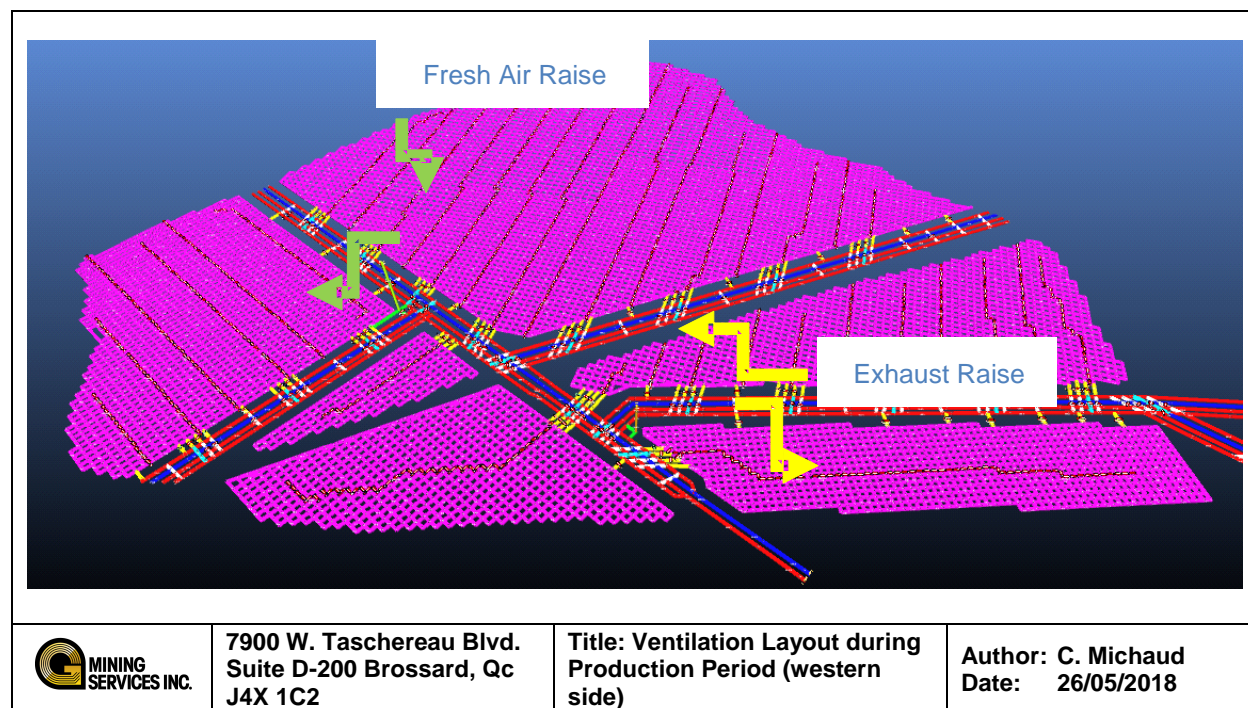 Fresh Air Raise
Exhaust Raise
MINING
SERVICES INC.
7900 W. Taschereau Blvd.
Suite D-200 Brossard, Qc
J4X 1C2
Title: Ventilation Layout during
Production Period (western
side)
Author: C. Michaud
Date: 26/05/2018